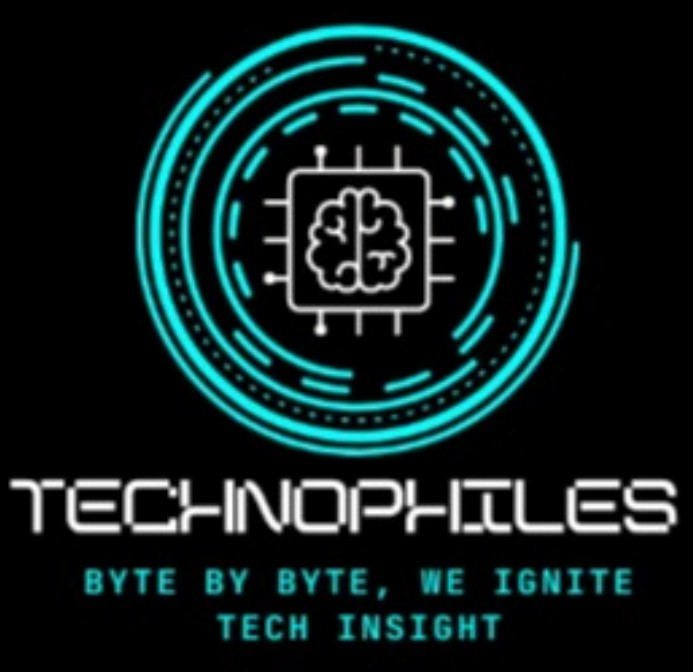 TECHNOPHILES
BYTE BY BYTE, WE IGNITE
TECH INSIGHT